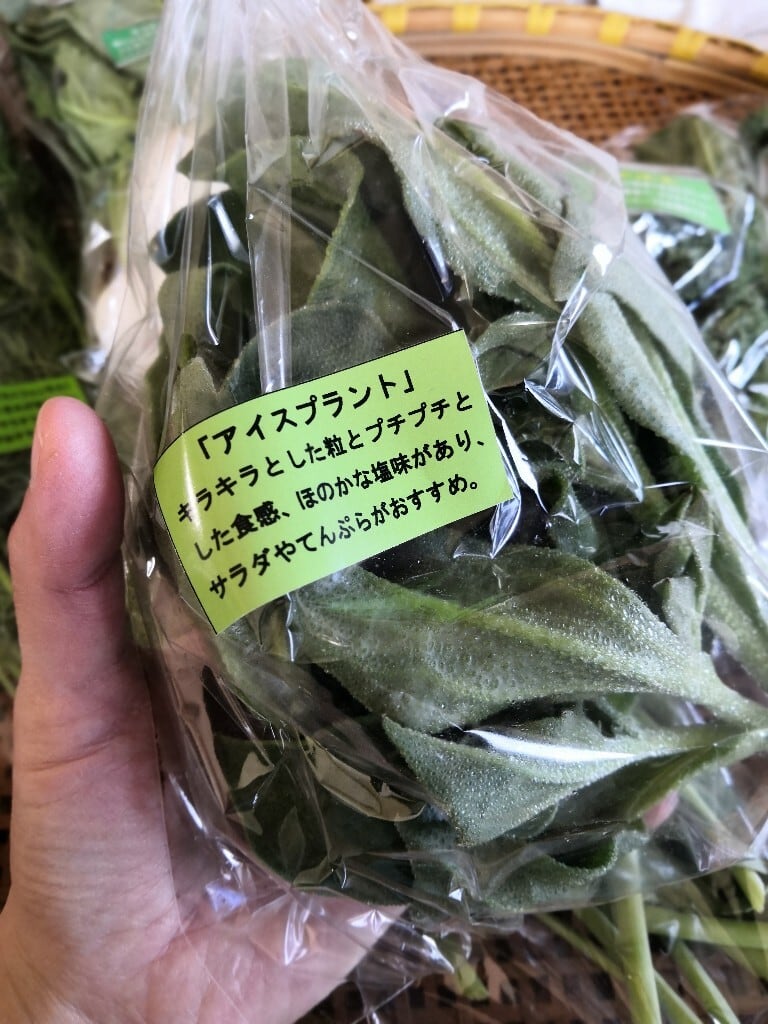 「アイスプラント」
キラキラとした粒とプチプチと
した食感、ほのかな塩味があり、
サラダやてんぷらがおすすめ。